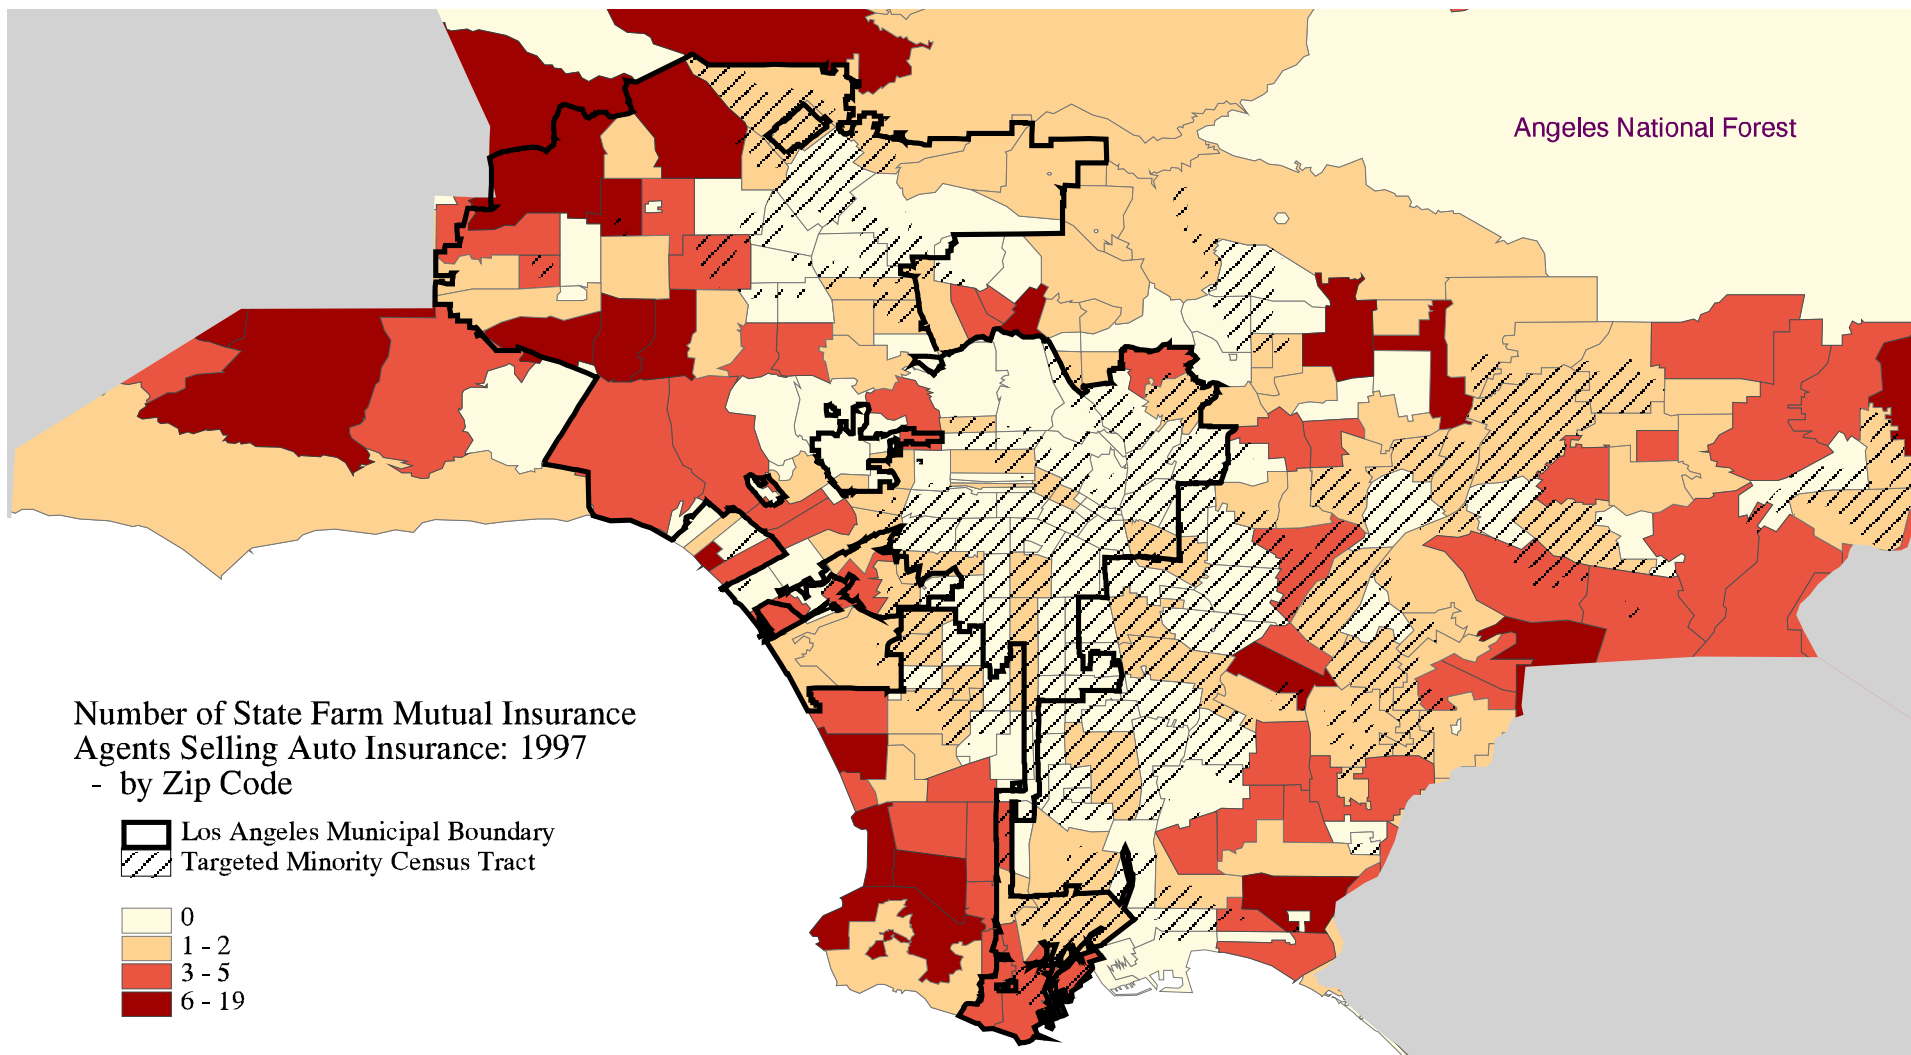 Angeles National Forest
Number of State Farm Mutual Insurance
Agents Selling Auto Insurance: 1997
- by Zip Code
Los Angeles Municipal Boundary
Targeted Minority Census Tract
0
1 - 2
3 - 5
6 - 19